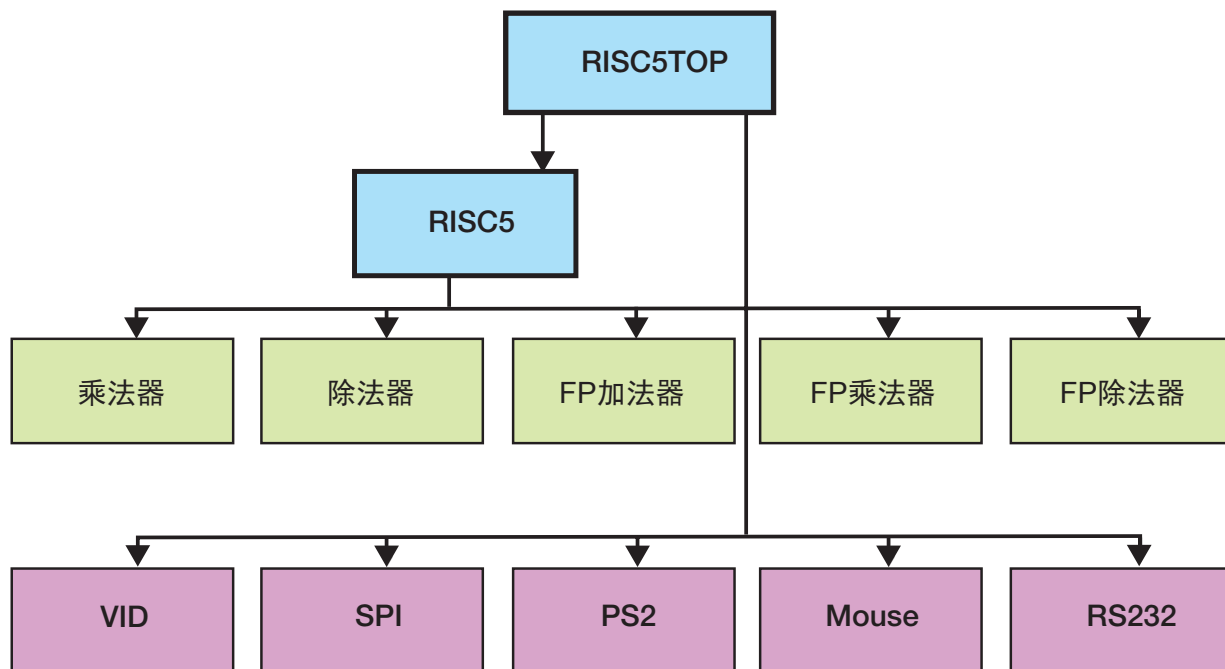 RISC5TOP
RISC5
乘法器
除法器
FP加法器
FP乘法器
FP除法器
VID
SPI
PS2
Mouse
RS232